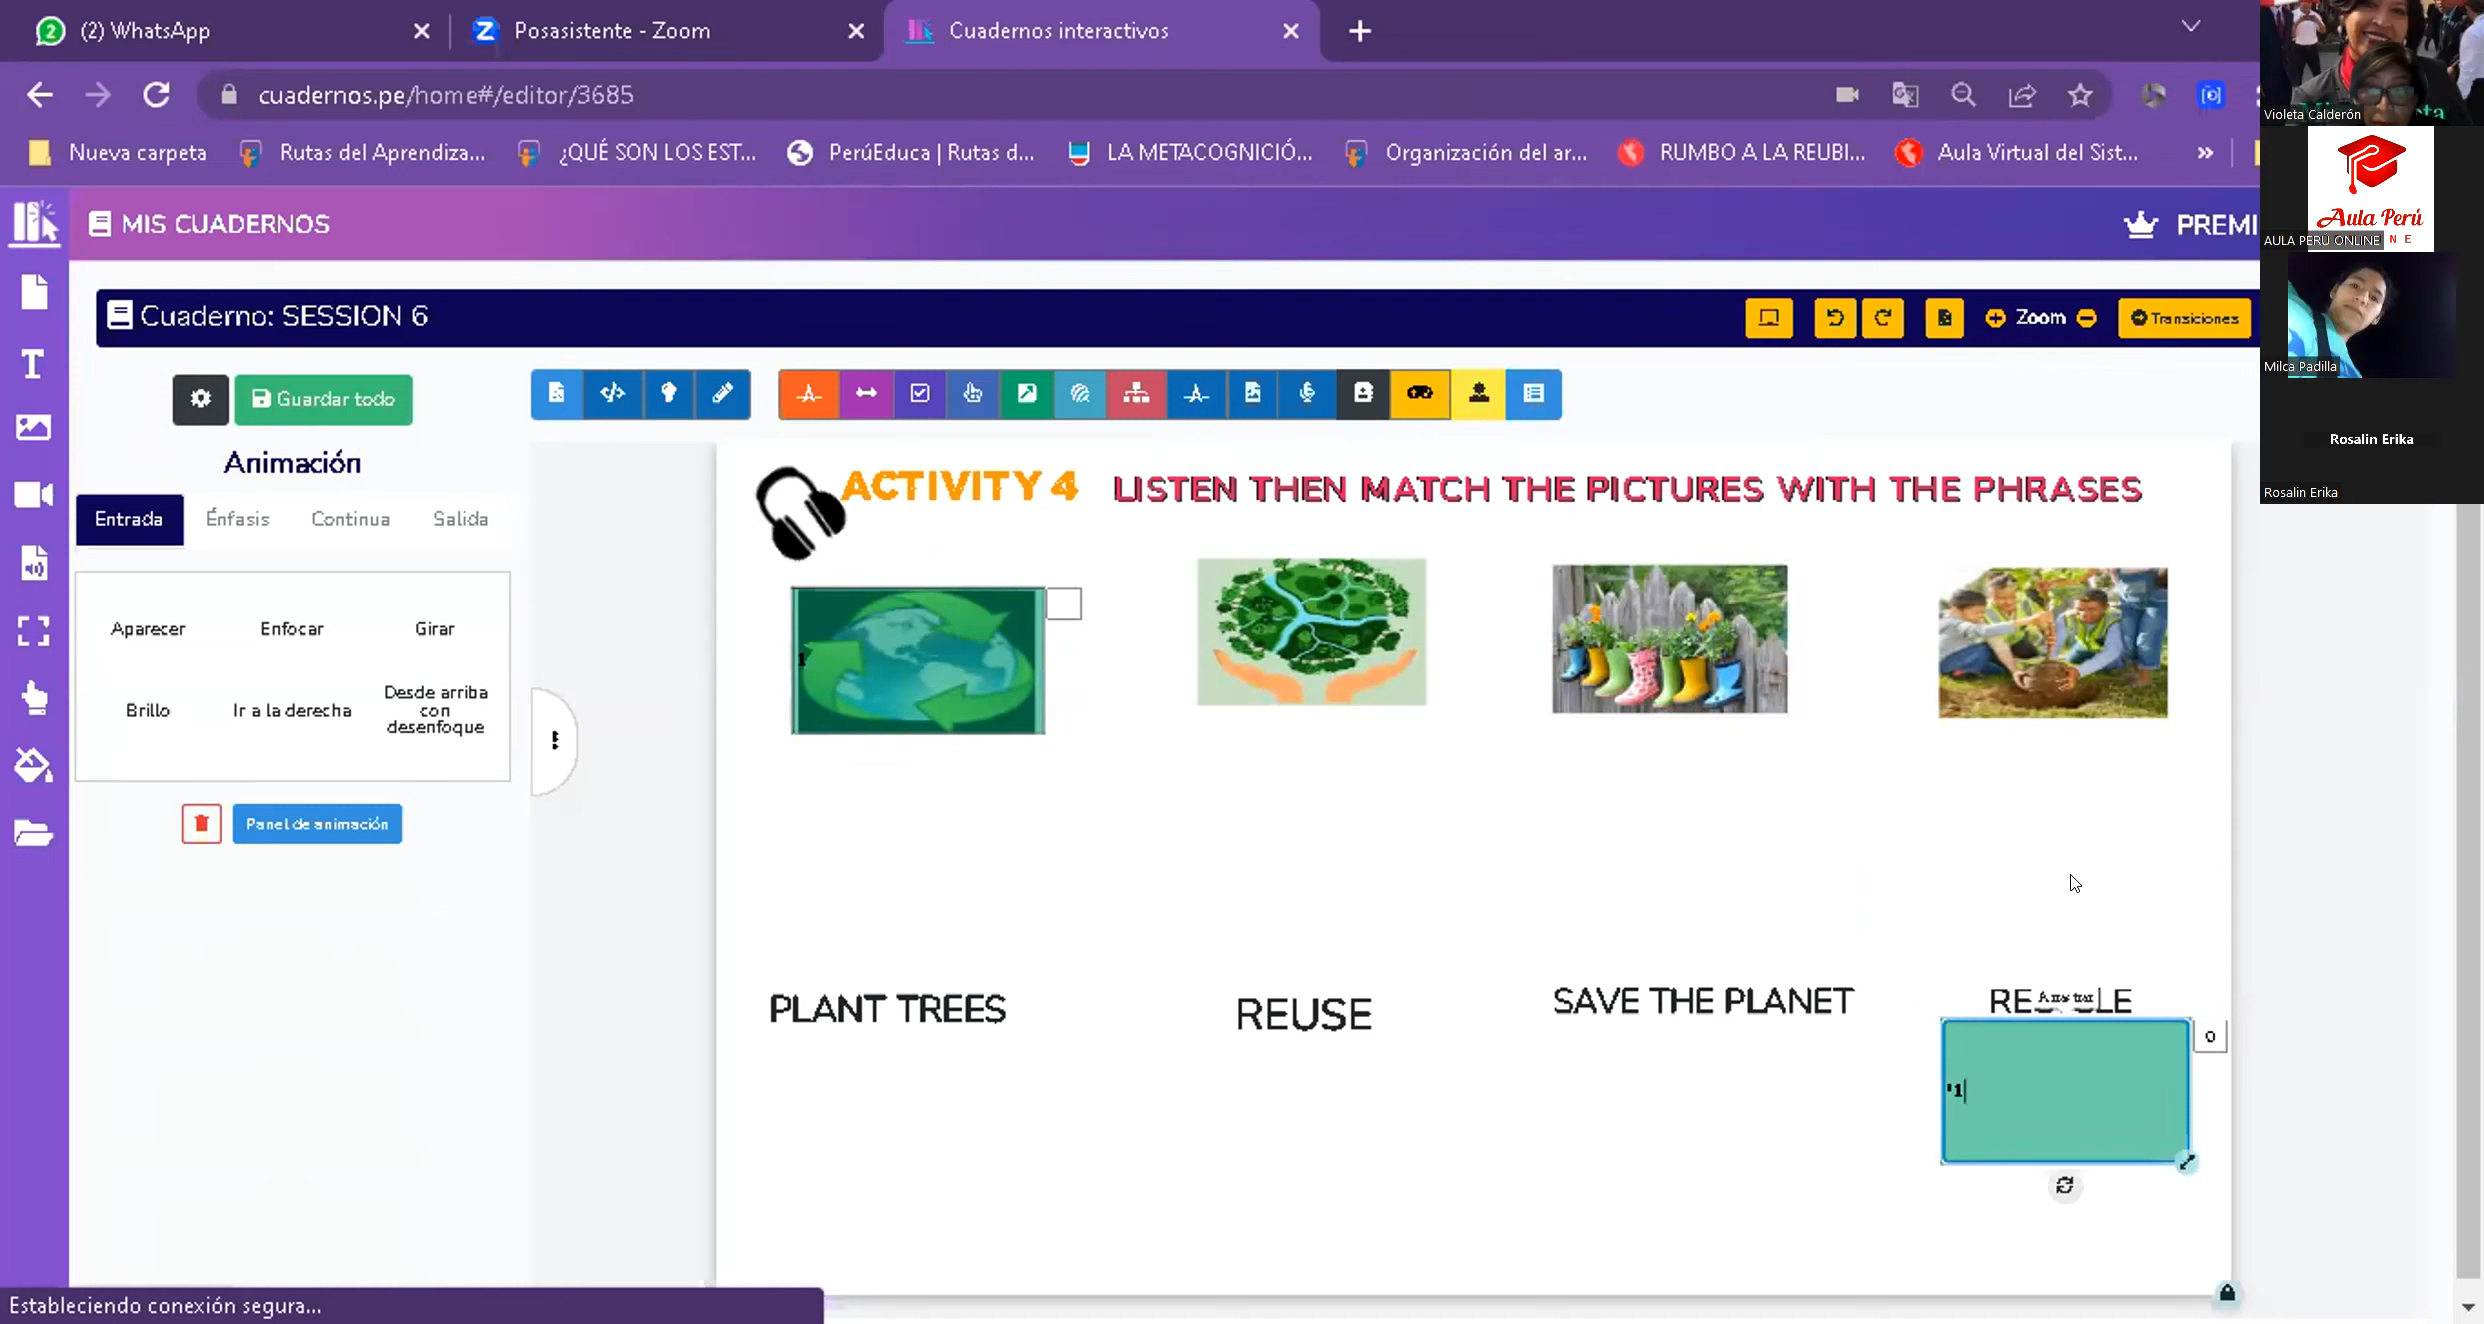 (2) WhatsApp
Posasistente - Zoom
Cuadernos interactivos
cuadernos.pe/home#/editor/3685
Nueva carpeta
Rutas del Aprendiza...
¿QUÉ SON LOS EST...
PerúEduca | Rutas d...
LA METACOGNICIÓ...
Organización del ar...
RUMBO A LA REUBI...
Aula Virtual del Sist...
MIS CUADERNOS
PREMI
Cuaderno: SESSION 6
Zoom
Transiciones
Guardar todo
Animación
Entrada
Énfasis
Continua
Salida
Aparecer
Enfocar
Girar
Brillo
Ir a la derecha
Desde arriba
con
desenfoque
Panel de animación
ACTIVITY 4
LISTEN THEN MATCH THE PICTURES WITH THE PHRASES
1
PLANT TREES
REUSE
SAVE THE PLANET
0
'1
Estableciendo conexión segura...
Violeta Calderón
Aula Perú
AULA PERÚ ONLINE
N E
Milca Padilla
Rosalin Erika
Rosalin Erika